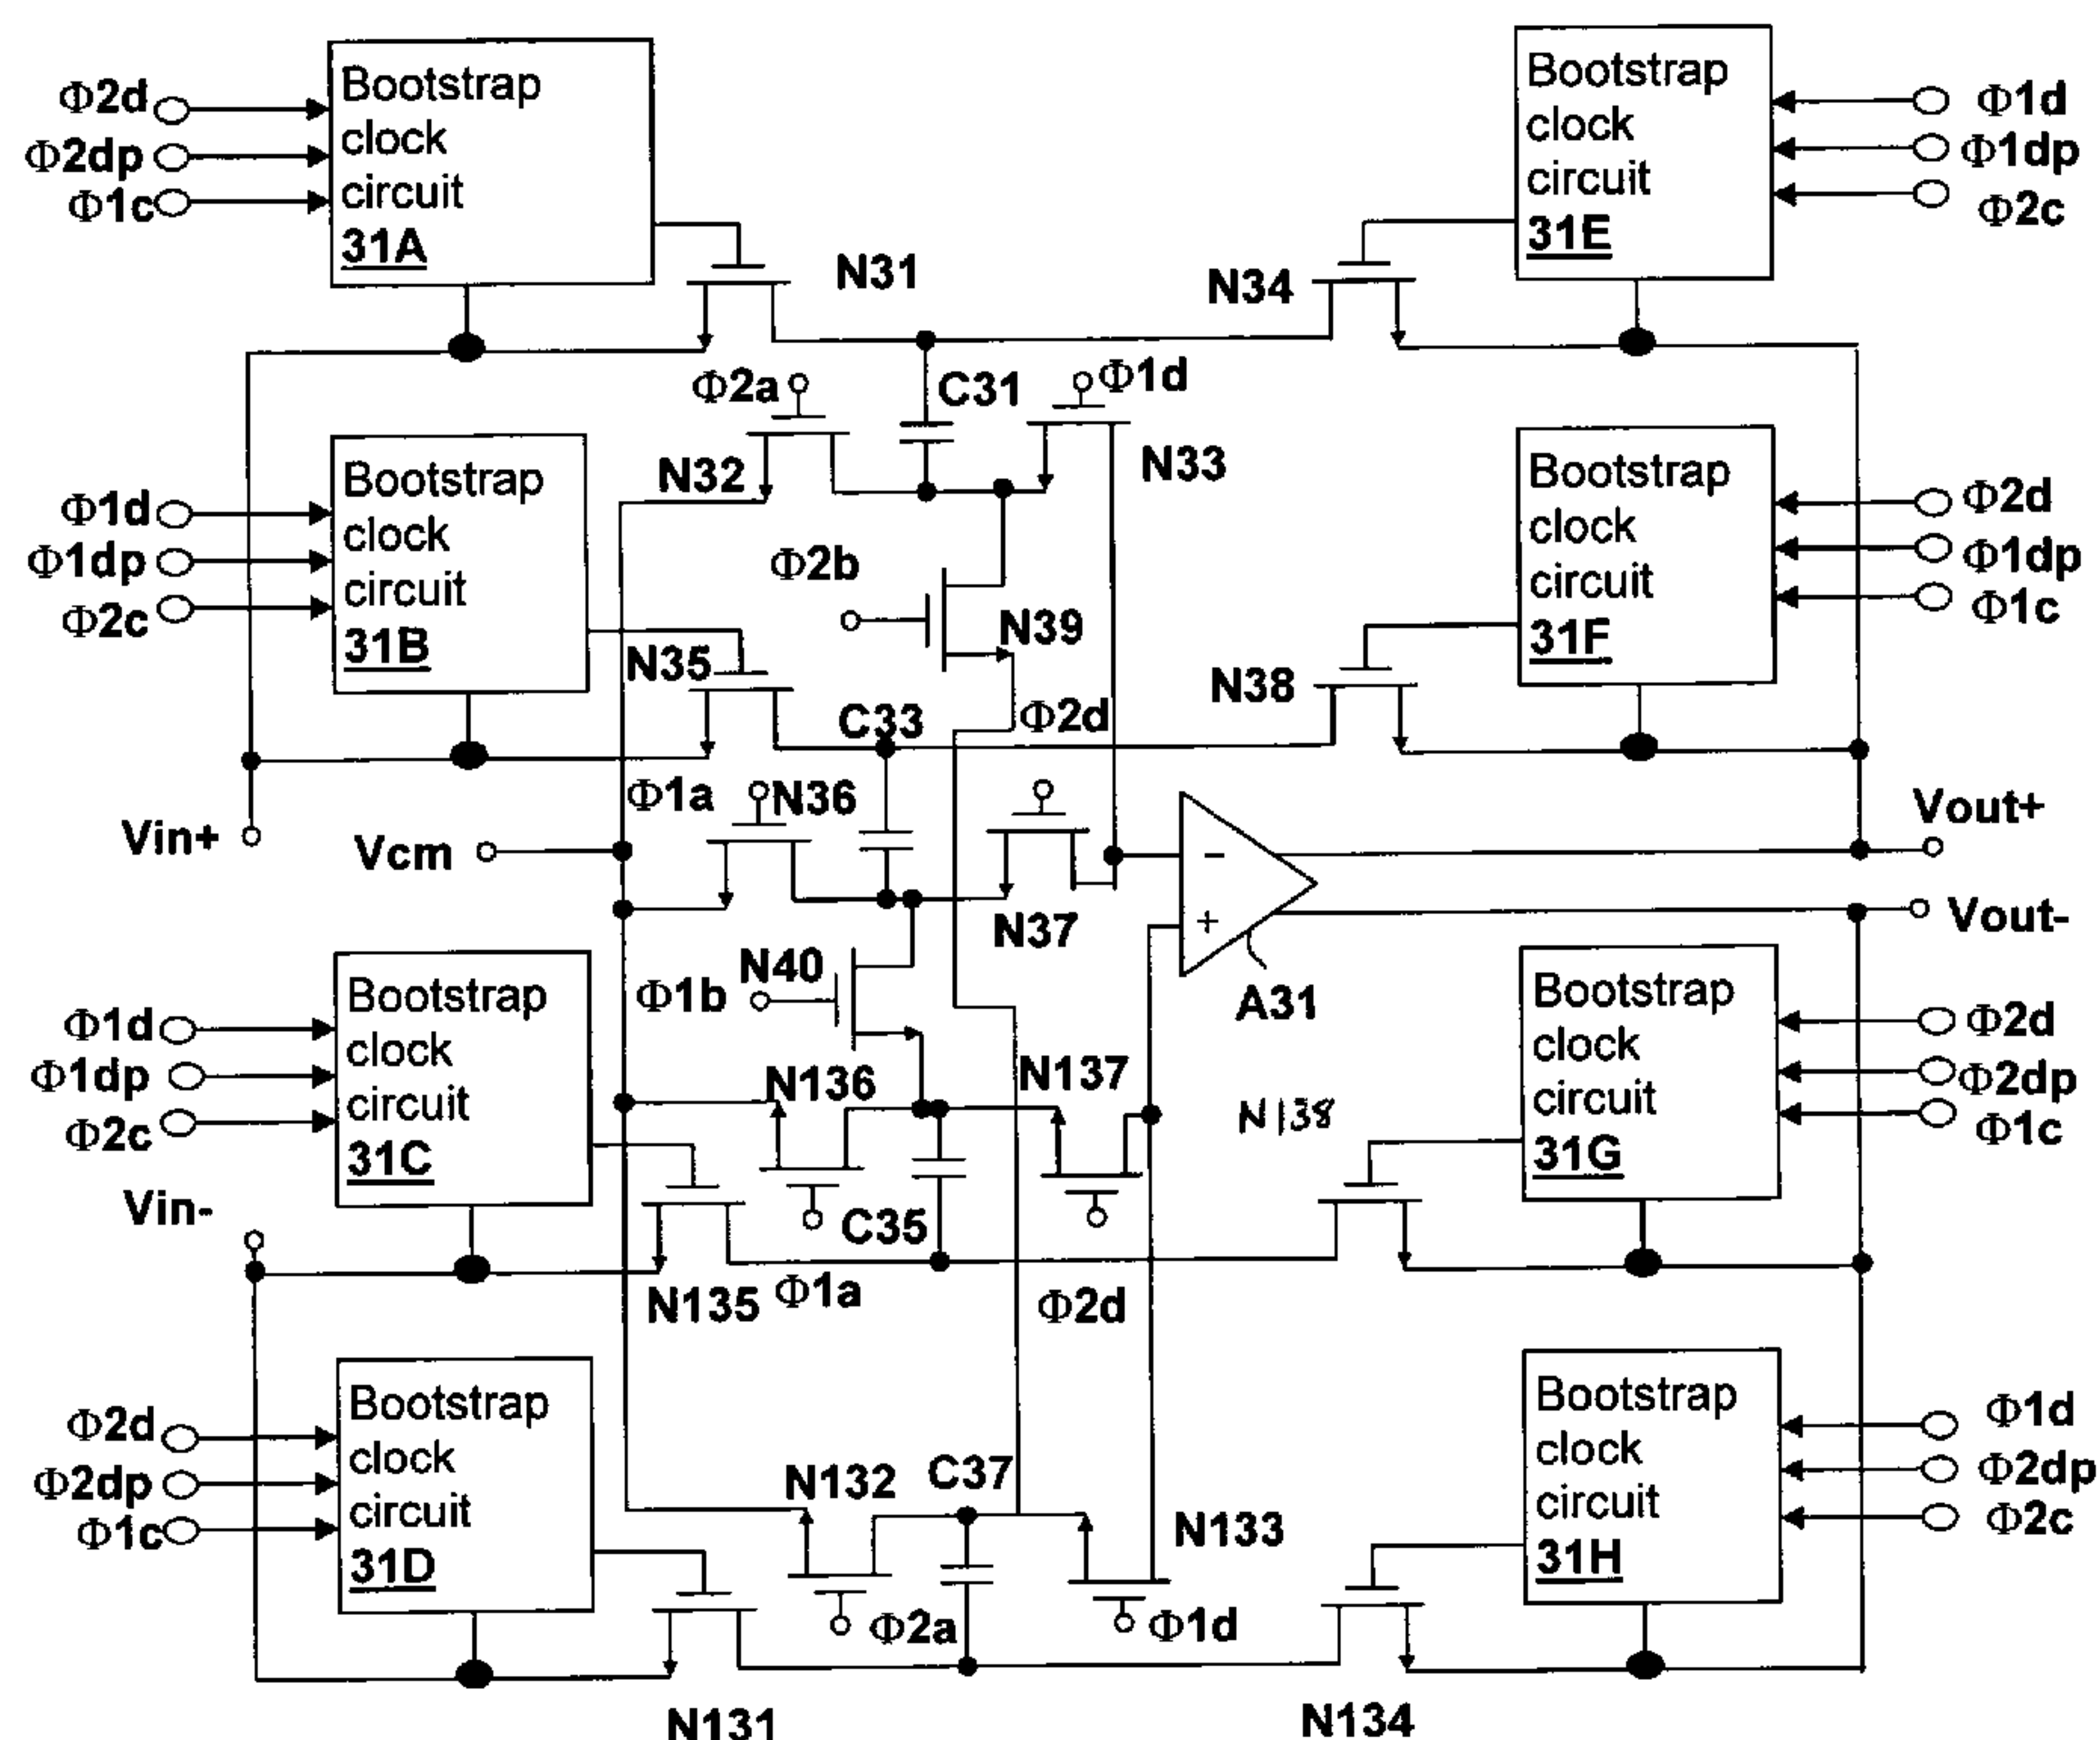 Φ2d
Φ2dp
Φ1c
Bootstrap
clock
circuit
31A
N31
N34
Bootstrap
clock
circuit
31E
Φ1d
Φ1dp
Φ2c
Φ2a
C31
Φ1d
N32
N33
Φ1d
Φ1dp
Φ2c
Bootstrap
clock
circuit
31B
Φ2b
N39
N35
C33
Φ2d
N38
Bootstrap
clock
circuit
31F
Φ2d
Φ1dp
Φ1c
Vin+
Vcm
Φ1a
N36
N37
-
+
A31
Vout+
Vout-
Φ1b
N40
Φ1d
Φ1dp
Φ2c
Bootstrap
clock
circuit
31C
N136
N137
N138
Bootstrap
clock
circuit
31G
Φ2d
Φ2dp
Φ1c
Vin-
C35
N135
Φ1a
Φ2d
Φ2d
Φ2dp
Φ1c
Bootstrap
clock
circuit
31D
N132
C37
N133
Φ2a
Φ1d
Bootstrap
clock
circuit
31H
Φ1d
Φ2dp
Φ2c
N131
N134